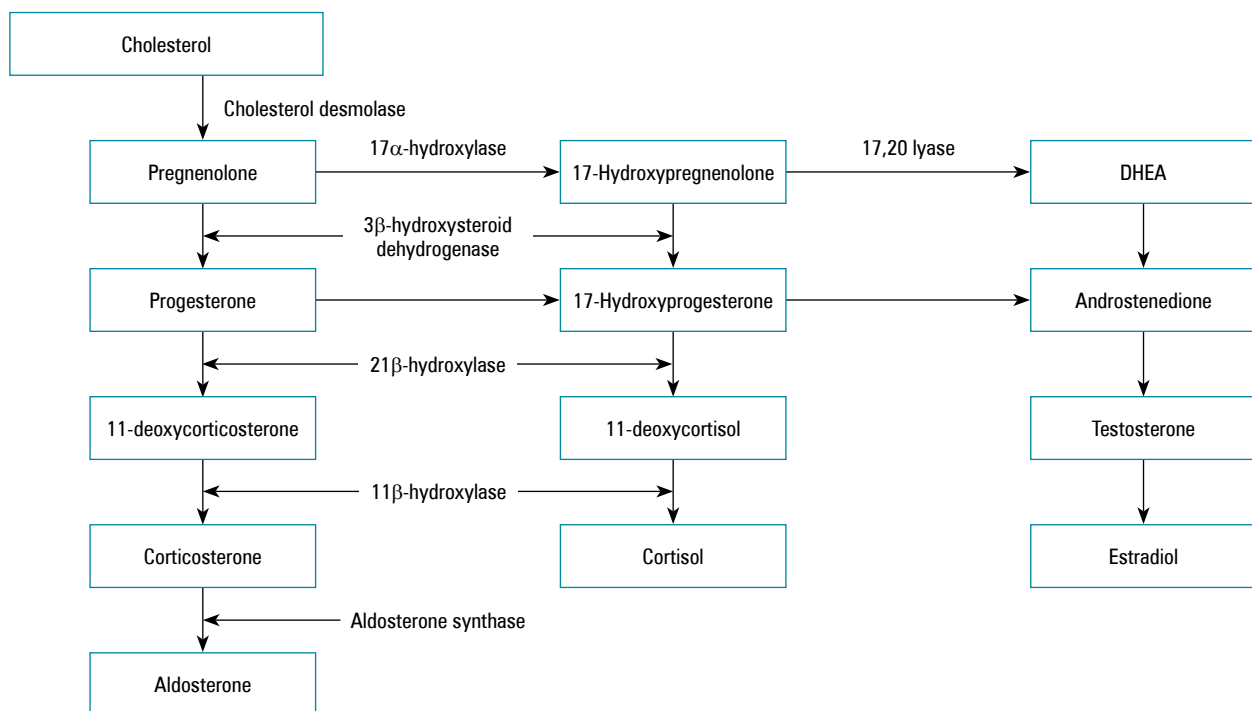 Cholesterol
Cholesterol desmolase
17α-hydroxylase
17,20 lyase
Pregnenolone
17-Hydroxypregnenolone
DHEA
3β-hydroxysteroid
dehydrogenase
Progesterone
17-Hydroxyprogesterone
Androstenedione
21β-hydroxylase
11-deoxycorticosterone
11-deoxycortisol
Testosterone
11β-hydroxylase
Corticosterone
Cortisol
Estradiol
Aldosterone synthase
Aldosterone